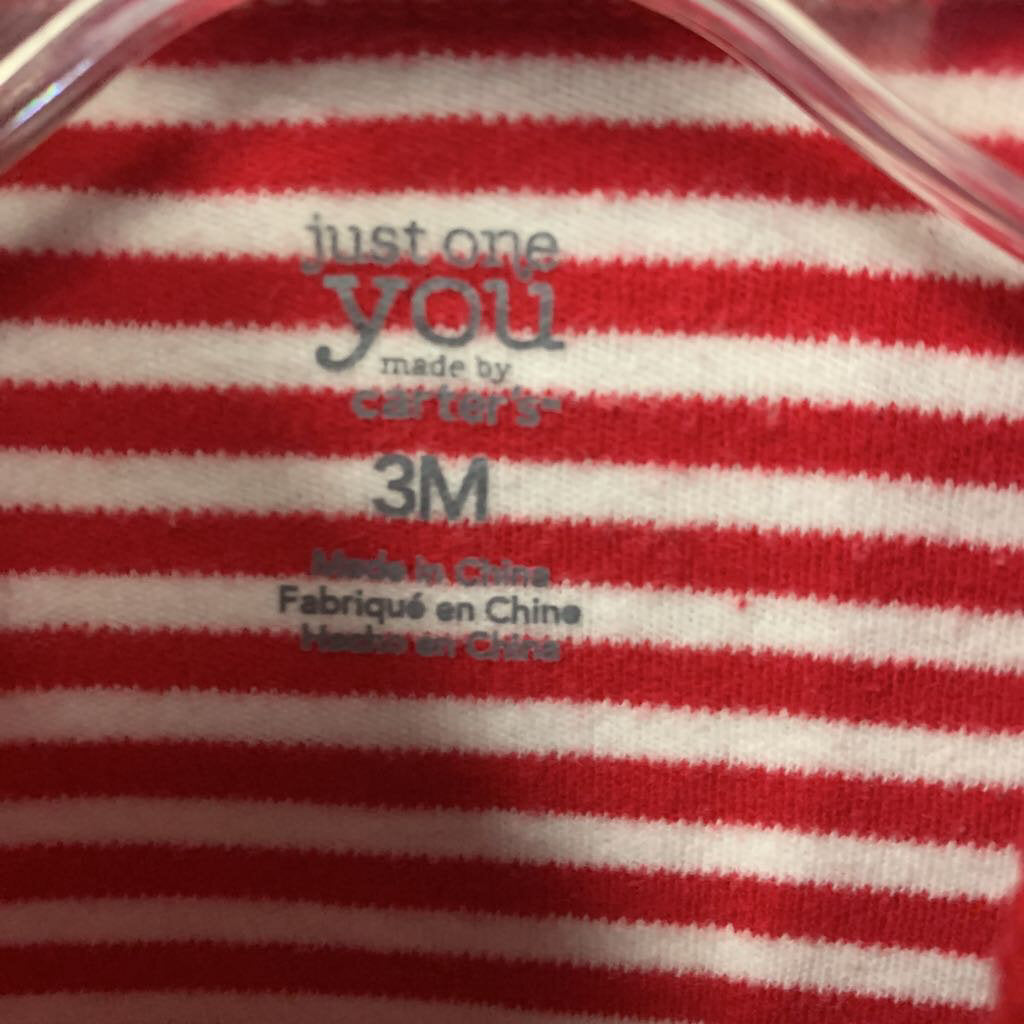 just one
you
made by
carter's
3M
Made in China
Fabriqué en Chine
Hecho en China